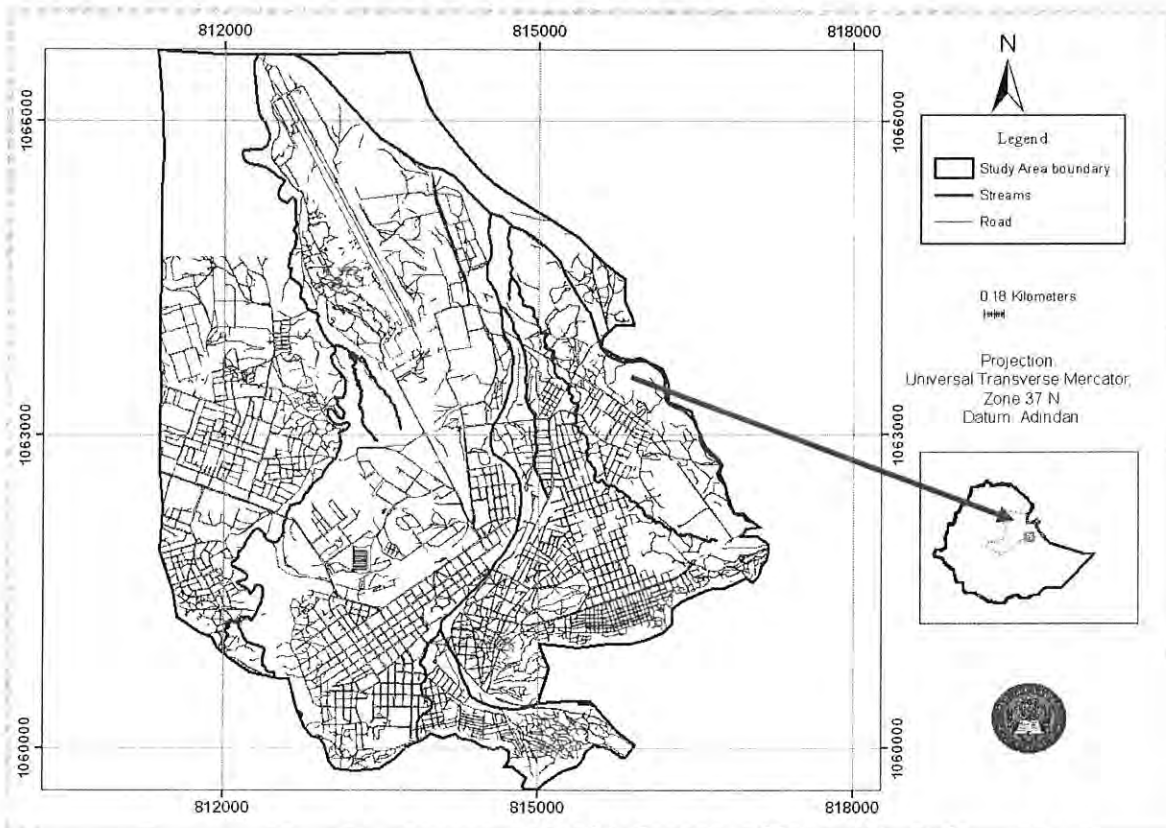 812000 815000 818000
N
1066000 1066000
Legend
Study Area boundary
Streams
Road
0.18 Kilometers
Projection
Universal Transverse Mercator,
Zone 37 N
Datum: Adindan
1063000 1063000
1060000 1060000
812000 815000 818000